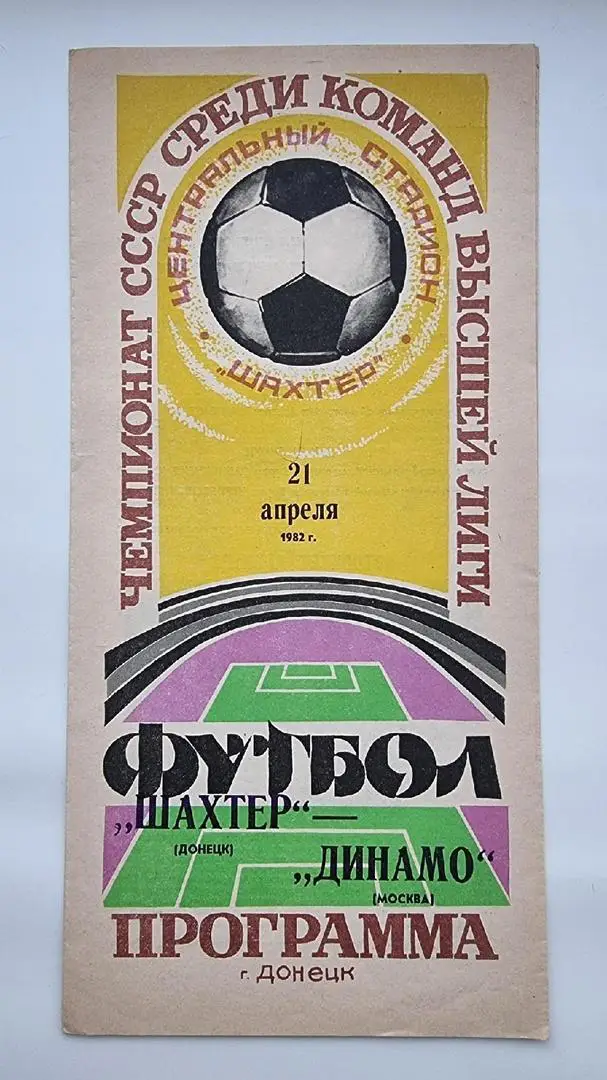 ЧЕМПИОНАТ СССР СРЕДИ КОМАНД ВЫСШЕЙ ЛИГИ
ЦЕНТРАЛЬНЫЙ СТАДИОН
• „ШАХТЕР" •
21
апреля
1982 г.
ФУТБОЛ
„ШАХТЕР" —
(ДОНЕЦК)
„ДИНАМО"
(МОСКВА)
ПРОГРАММА
г. ДОНЕЦК